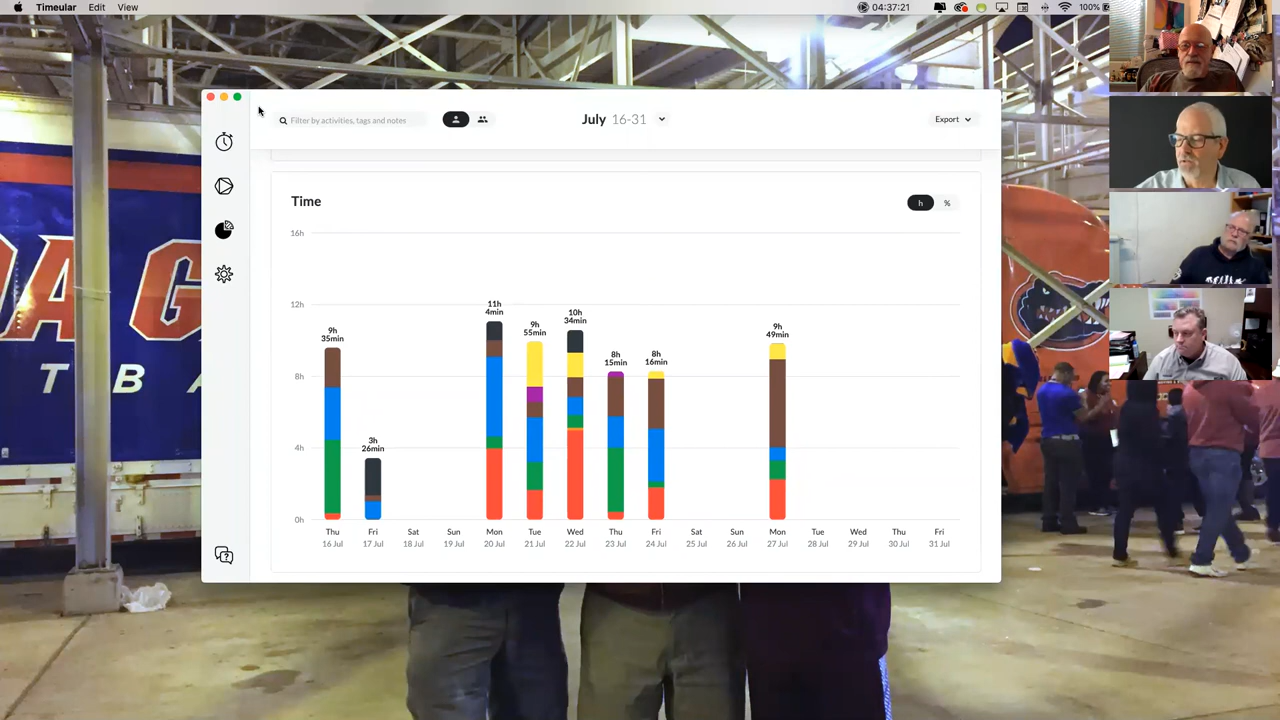 Timeular Edit View
04:37:21
100%
Filter by activities, tags and notes
July 16-31
Export
Time
h %
16h
12h
8h
4h
0h
9h
35min
3h
26min
11h
4min
9h
55min
10h
34min
8h
15min
8h
16min
9h
49min
Thu Fri Sat Sun Mon Tue Wed Thu Fri Sat Sun Mon Tue Wed Thu Fri
16 Jul 17 Jul 18 Jul 19 Jul 20 Jul 21 Jul 22 Jul 23 Jul 24 Jul 25 Jul 26 Jul 27 Jul 28 Jul 29 Jul 30 Jul 31 Jul
DA G
T B A